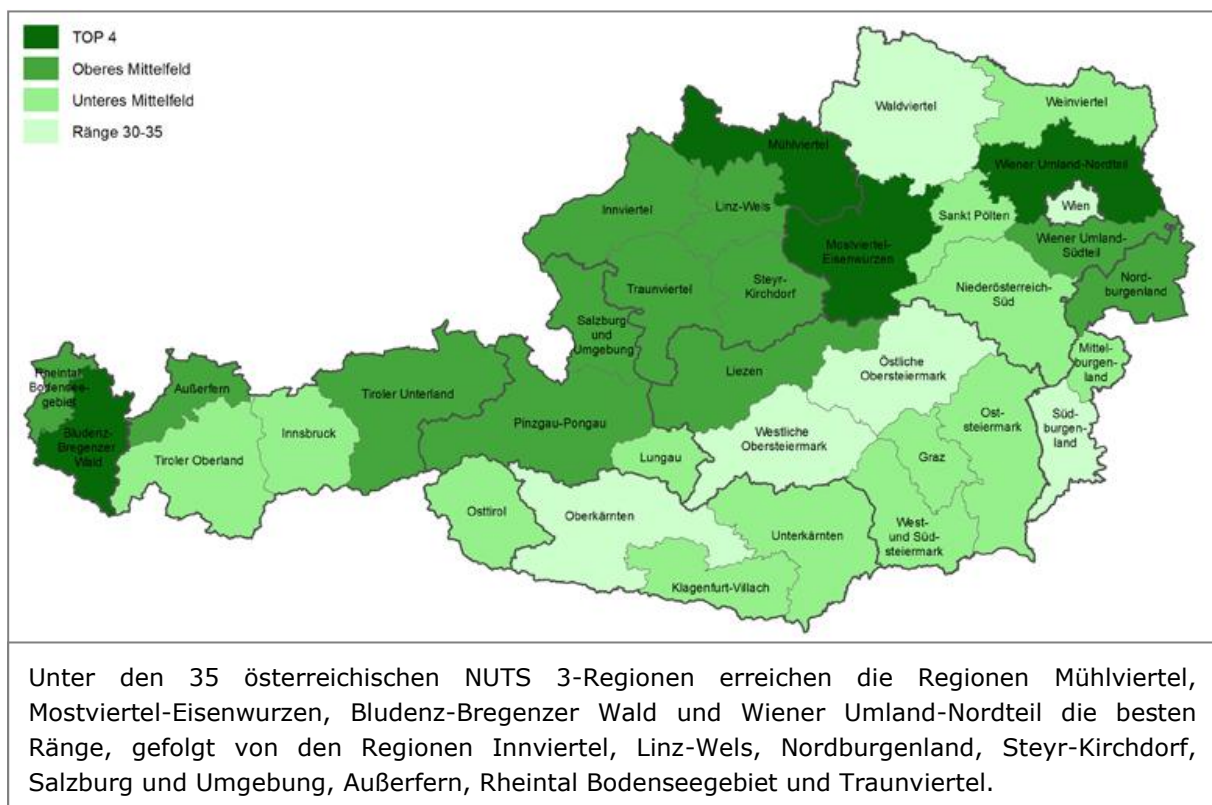 TOP 4
Oberes Mittelfeld
Unteres Mittelfeld
Ränge 30-35
Waldviertel
Weinviertel
Mühlviertel
Wiener Umland-Nordteil
Innviertel
Linz-Wels
Sankt Pölten
Wien
Mostviertel-
Eisenwurzen
Wiener Umland-
Südteil
Traunviertel
Steyr-
Kirchdorf
Niederösterreich-
Süd
Nord-
burgenland
Salzburg
und
Umgebung
Rheintal
Bodensee-
gebiet
Außerfern
Tiroler Unterland
Liezen
Östliche
Obersteiermark
Mittel-
burgen-
land
Bludenz-
Bregenzer
Wald
Tiroler Oberland
Innsbruck
Pinzgau-Pongau
Lungau
Westliche
Obersteiermark
Graz
Ost-
steiermark
Süd-
burgen-
land
Osttirol
Oberkärnten
Unterkärnten
West-
und Süd-
steiermark
Klagenfurt-Villach
Unter den 35 österreichischen NUTS 3-Regionen erreichen die Regionen Mühlviertel,
Mostviertel-Eisenwurzen, Bludenz-Bregenzer Wald und Wiener Umland-Nordteil die besten
Ränge, gefolgt von den Regionen Innviertel, Linz-Wels, Nordburgenland, Steyr-Kirchdorf,
Salzburg und Umgebung, Außerfern, Rheintal Bodenseegebiet und Traunviertel.